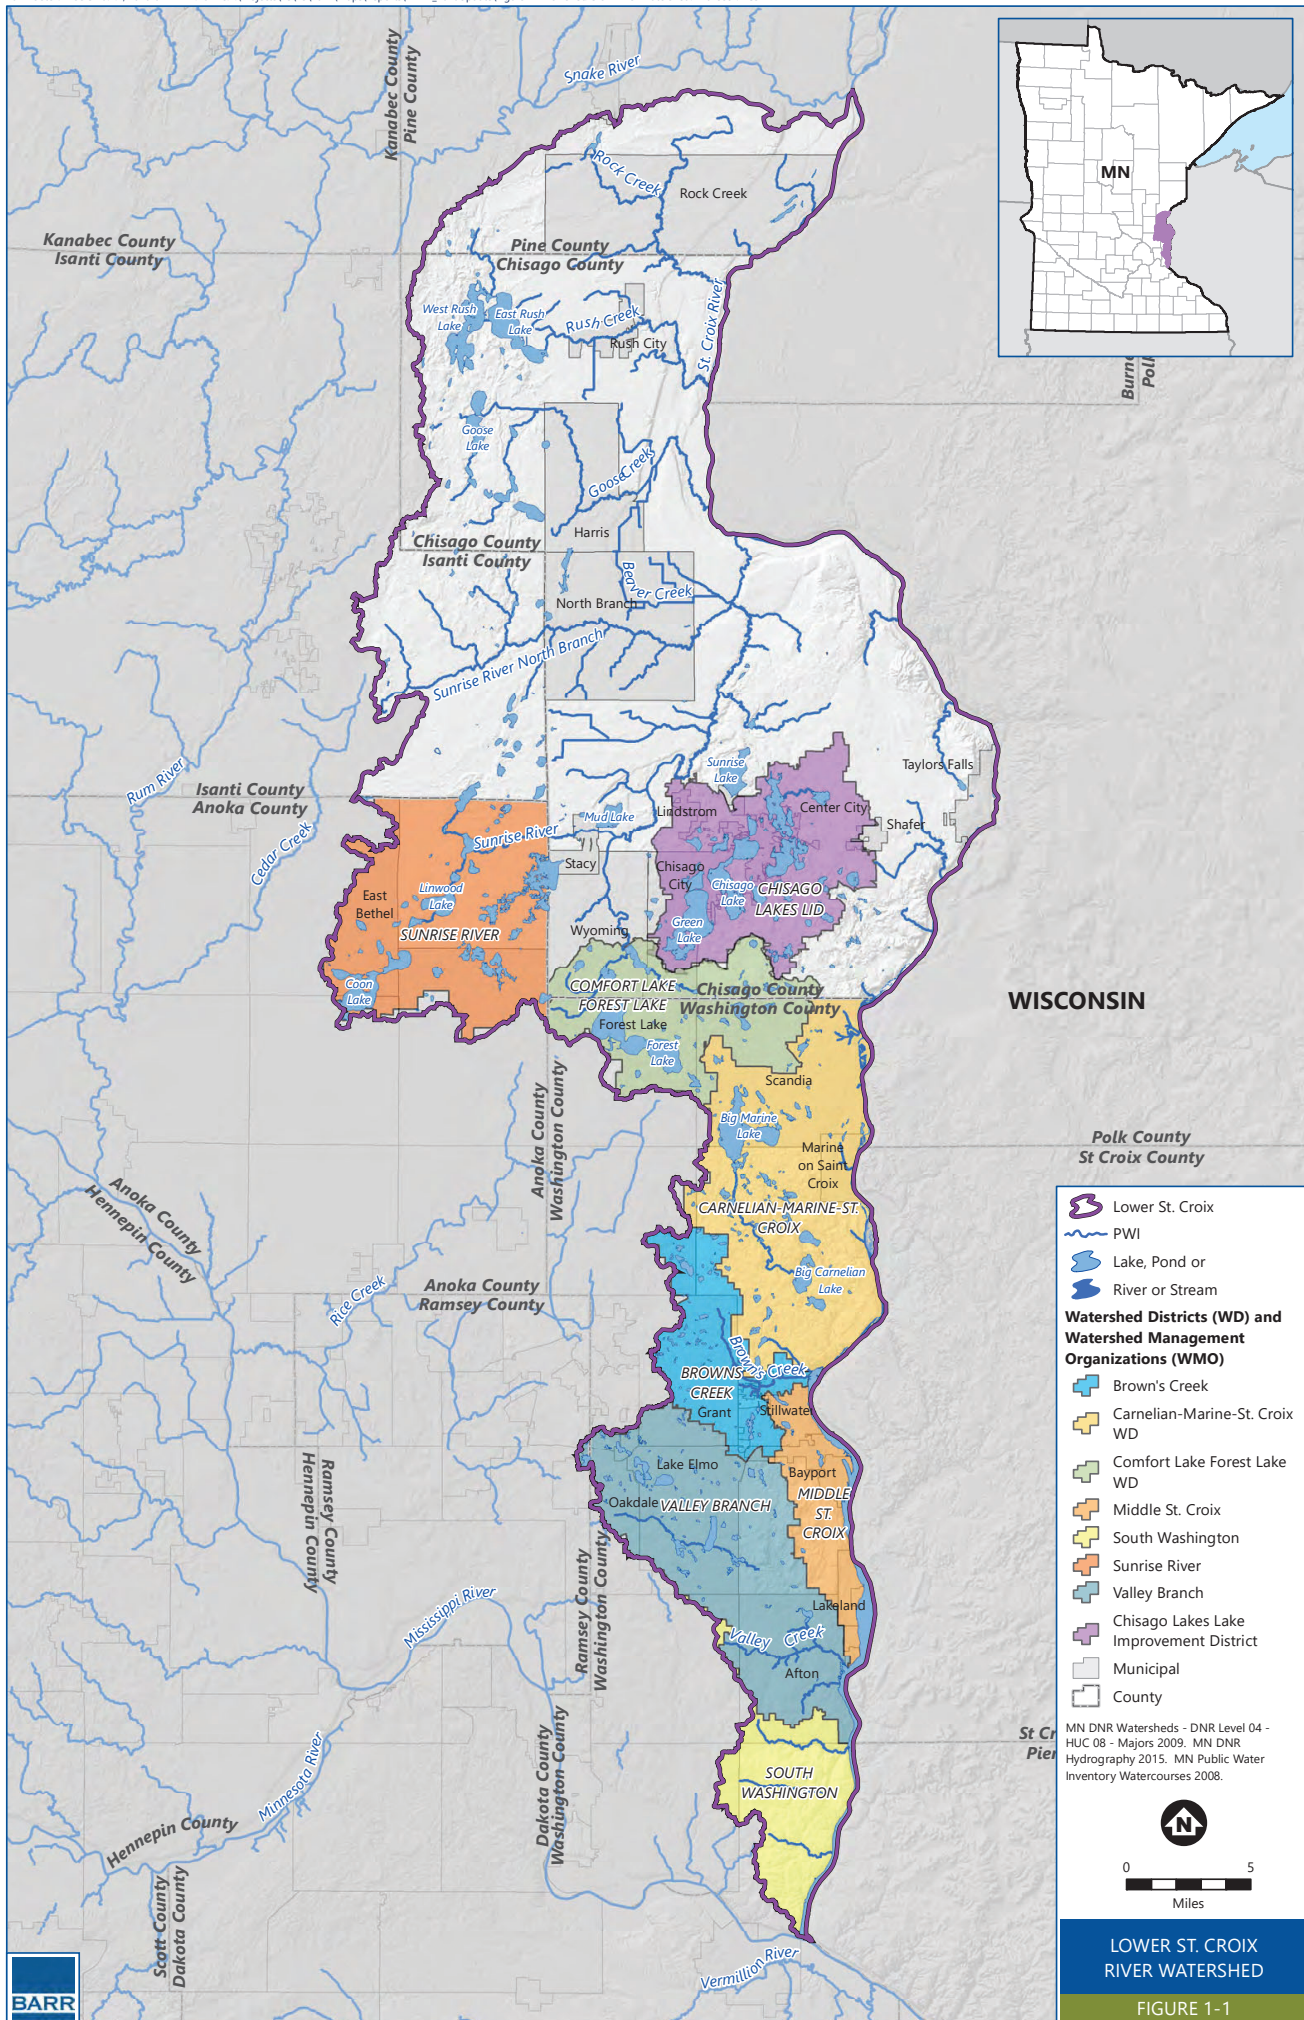 Snake River
Kanabec County
Pine County
MN
Rock Creek
Rock Creek
Kanabec County
Isanti County
Pine County
Chisago County
St. Croix River
West Rush
Lake
East Rush
Lake
Rush Creek
Rush City
Goose
Lake
Goose Creek
Harris
Chisago County
Isanti County
Beaver Creek
North Branch
Sunrise River North Branch
Rum River
Isanti County
Anoka County
Cedar Creek
Sunrise
Lake
Taylors Falls
Lindstrom
Center City
Mud Lake
Shafer
Sunrise River
Stacy
Chisago
City
Chisago
Lake
CHISAGO
LAKES LID
Linwood
Lake
East
Bethel
SUNRISE RIVER
Green
Lake
Wyoming
Coon
Lake
COMFORT LAKE
FOREST LAKE
Chisago County
Washington County
WISCONSIN
Forest Lake
Forest
Lake
Scandia
Anoka County
Washington County
Big Marine
Lake
Marine
on Saint
Croix
Polk County
St Croix County
Anoka County
Hennepin County
CARNELIAN-MARINE-ST.
CROIX
Big Carnelian
Lake
Rice Creek
Anoka County
Ramsey County
Brown's Creek
BROWNS
CREEK
Grant
Stillwater
Lake Elmo
Bayport
Oakdale
VALLEY BRANCH
MIDDLE
ST.
CROIX
Ramsey County
Hennepin County
Ramsey County
Washington County
Lakeland
Mississippi River
Valley Creek
Afton
Minnesota River
Dakota County
Washington County
SOUTH
WASHINGTON
Hennepin County
Scott County
Dakota County
Vermillion River
Lower St. Croix
PWI
Lake, Pond or
River or Stream
Watershed Districts (WD) and
Watershed Management
Organizations (WMO)
Brown's Creek
Carnelian-Marine-St. Croix
WD
Comfort Lake Forest Lake
WD
Middle St. Croix
South Washington
Sunrise River
Valley Branch
Chisago Lakes Lake
Improvement District
Municipal
County
MN DNR Watersheds - DNR Level 04 -
HUC 08 - Majors 2009. MN DNR
Hydrography 2015. MN Public Water
Inventory Watercourses 2008.
N
0 5
Miles
LOWER ST. CROIX
RIVER WATERSHED
FIGURE 1-1
BARR